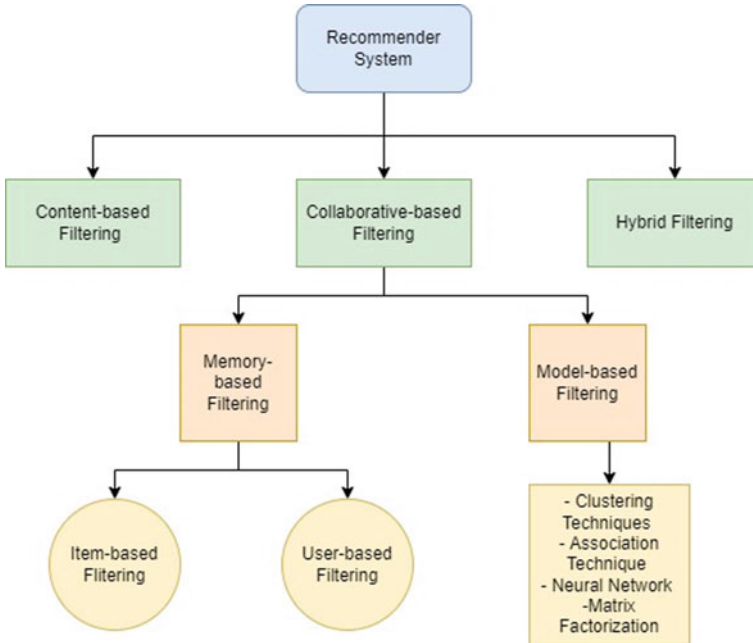 Recommender
System
Content-based
Filtering
Collaborative-based
Filtering
Hybrid Filtering
Memory-
based
Filtering
Model-based
Filtering
Item-based
Flitering
User-based
Filtering
- Clustering
Techniques
- Association
Technique
- Neural Network
-Matrix
Factorization